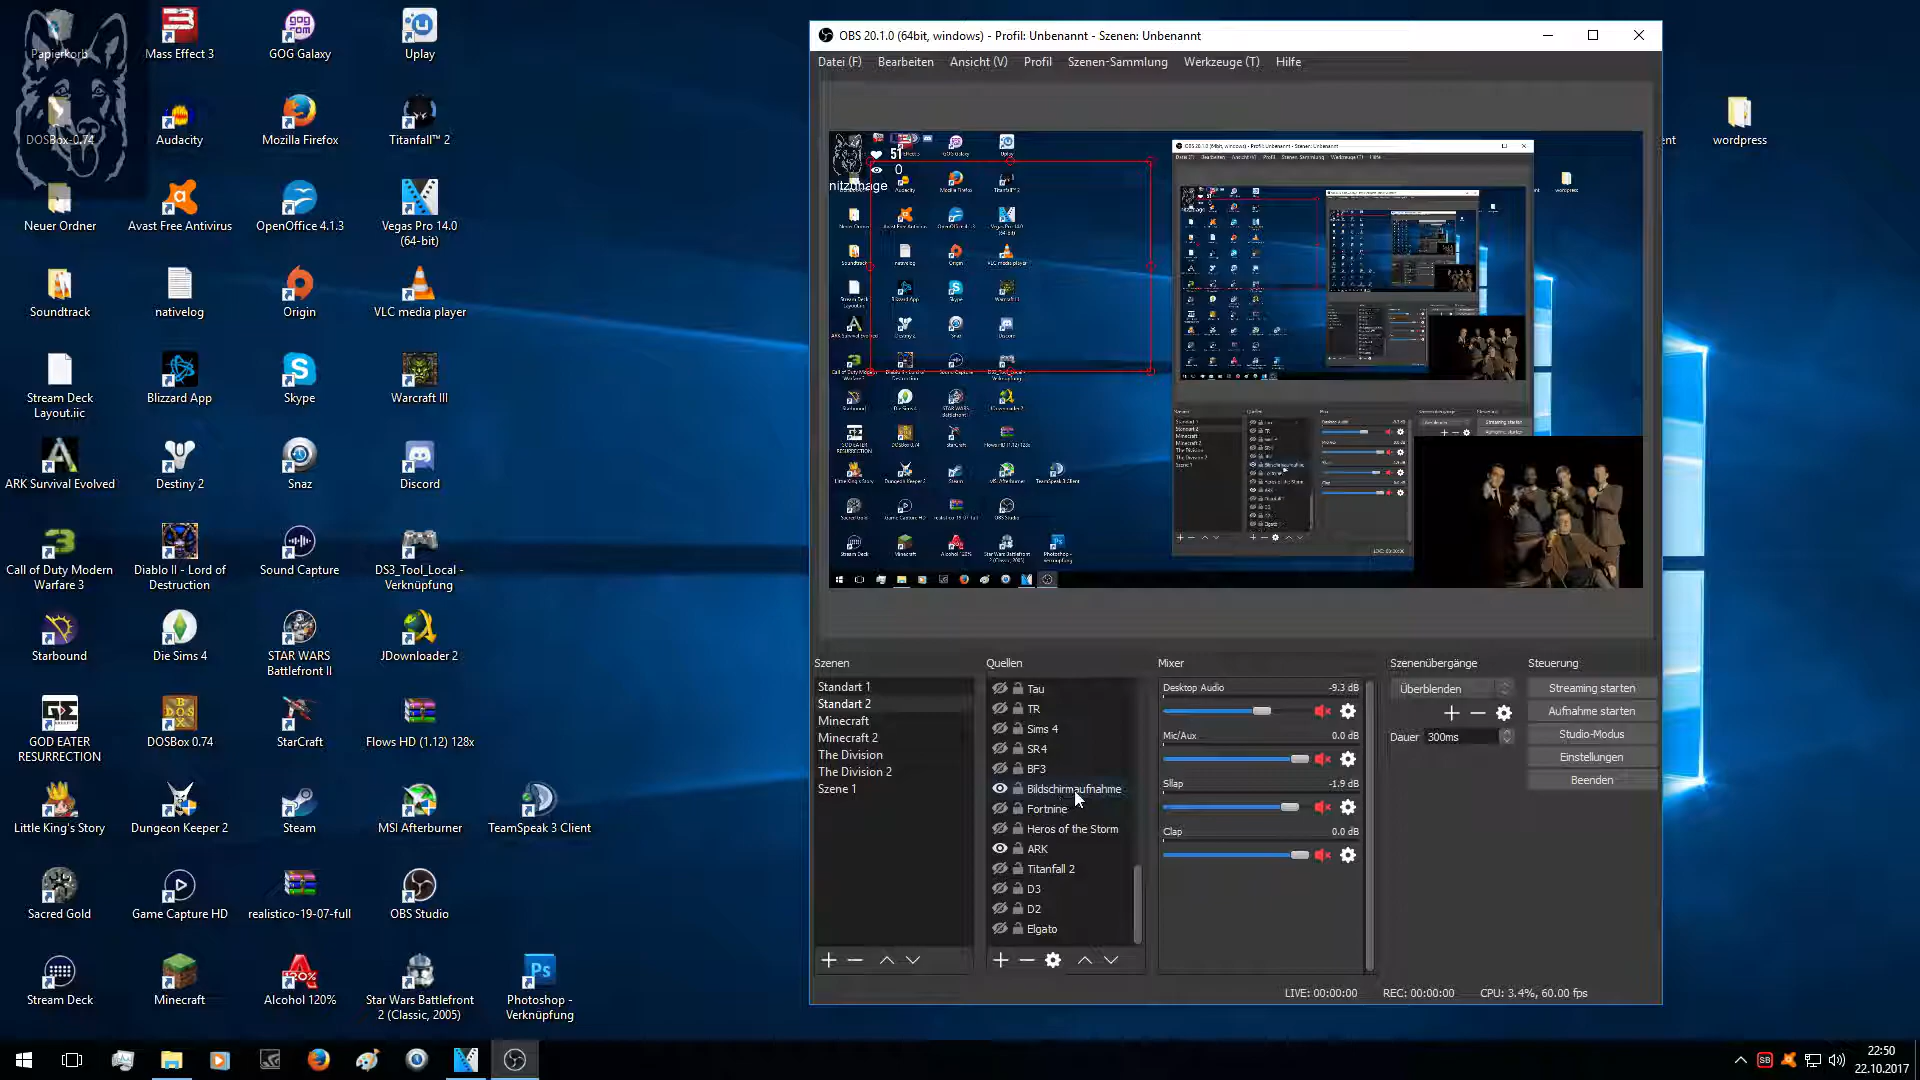 Papierkorb
Mass Effect 3
GOG Galaxy
Uplay
DOSBox-0.74
Audacity
Mozilla Firefox
Titanfall™ 2
Neuer Ordner
Avast Free Antivirus
OpenOffice 4.1.3
Vegas Pro 14.0
(64-bit)
Soundtrack
nativelog
Origin
VLC media player
Stream Deck
Layout.iic
Blizzard App
Skype
Warcraft III
ARK Survival Evolved
Destiny 2
Snaz
Discord
Call of Duty Modern
Warfare 3
Diablo II - Lord of
Destruction
Sound Capture
DS3_Tool_Local -
Verknüpfung
Starbound
Die Sims 4
STAR WARS
Battlefront II
JDownloader 2
GOD EATER
RESURRECTION
DOSBox 0.74
StarCraft
Flows HD (1.12) 128x
Little King's Story
Dungeon Keeper 2
Steam
MSI Afterburner
TeamSpeak 3 Client
Sacred Gold
Game Capture HD
realistico-19-07-full
OBS Studio
Stream Deck
Minecraft
Alcohol 120%
Star Wars Battlefront
2 (Classic, 2005)
Photoshop -
Verknüpfung
wordpress
OBS 20.1.0 (64bit, windows) - Profil: Unbenannt - Szenen: Unbenannt
Datei (F)
Bearbeiten
Ansicht (V)
Profil
Szenen-Sammlung
Werkzeuge (T)
Hilfe
51
0
nitzimage
Szenen
Standart 1
Standart 2
Minecraft
Minecraft 2
The Division
The Division 2
Szene 1
Quellen
Tau
TR
Sims 4
SR4
BF3
Bildschirmaufnahme
Fortnine
Heros of the Storm
ARK
Titanfall 2
D3
D2
Elgato
Mixer
Desktop Audio
-9.3 dB
Mic/Aux
0.0 dB
Sllap
-1.9 dB
Clap
0.0 dB
Szenenübergänge
Überblenden
Dauer
300ms
Steuerung
Streaming starten
Aufnahme starten
Studio-Modus
Einstellungen
Beenden
LIVE: 00:00:00
REC: 00:00:00
CPU: 3.4%, 60.00 fps
22:50
22.10.2017